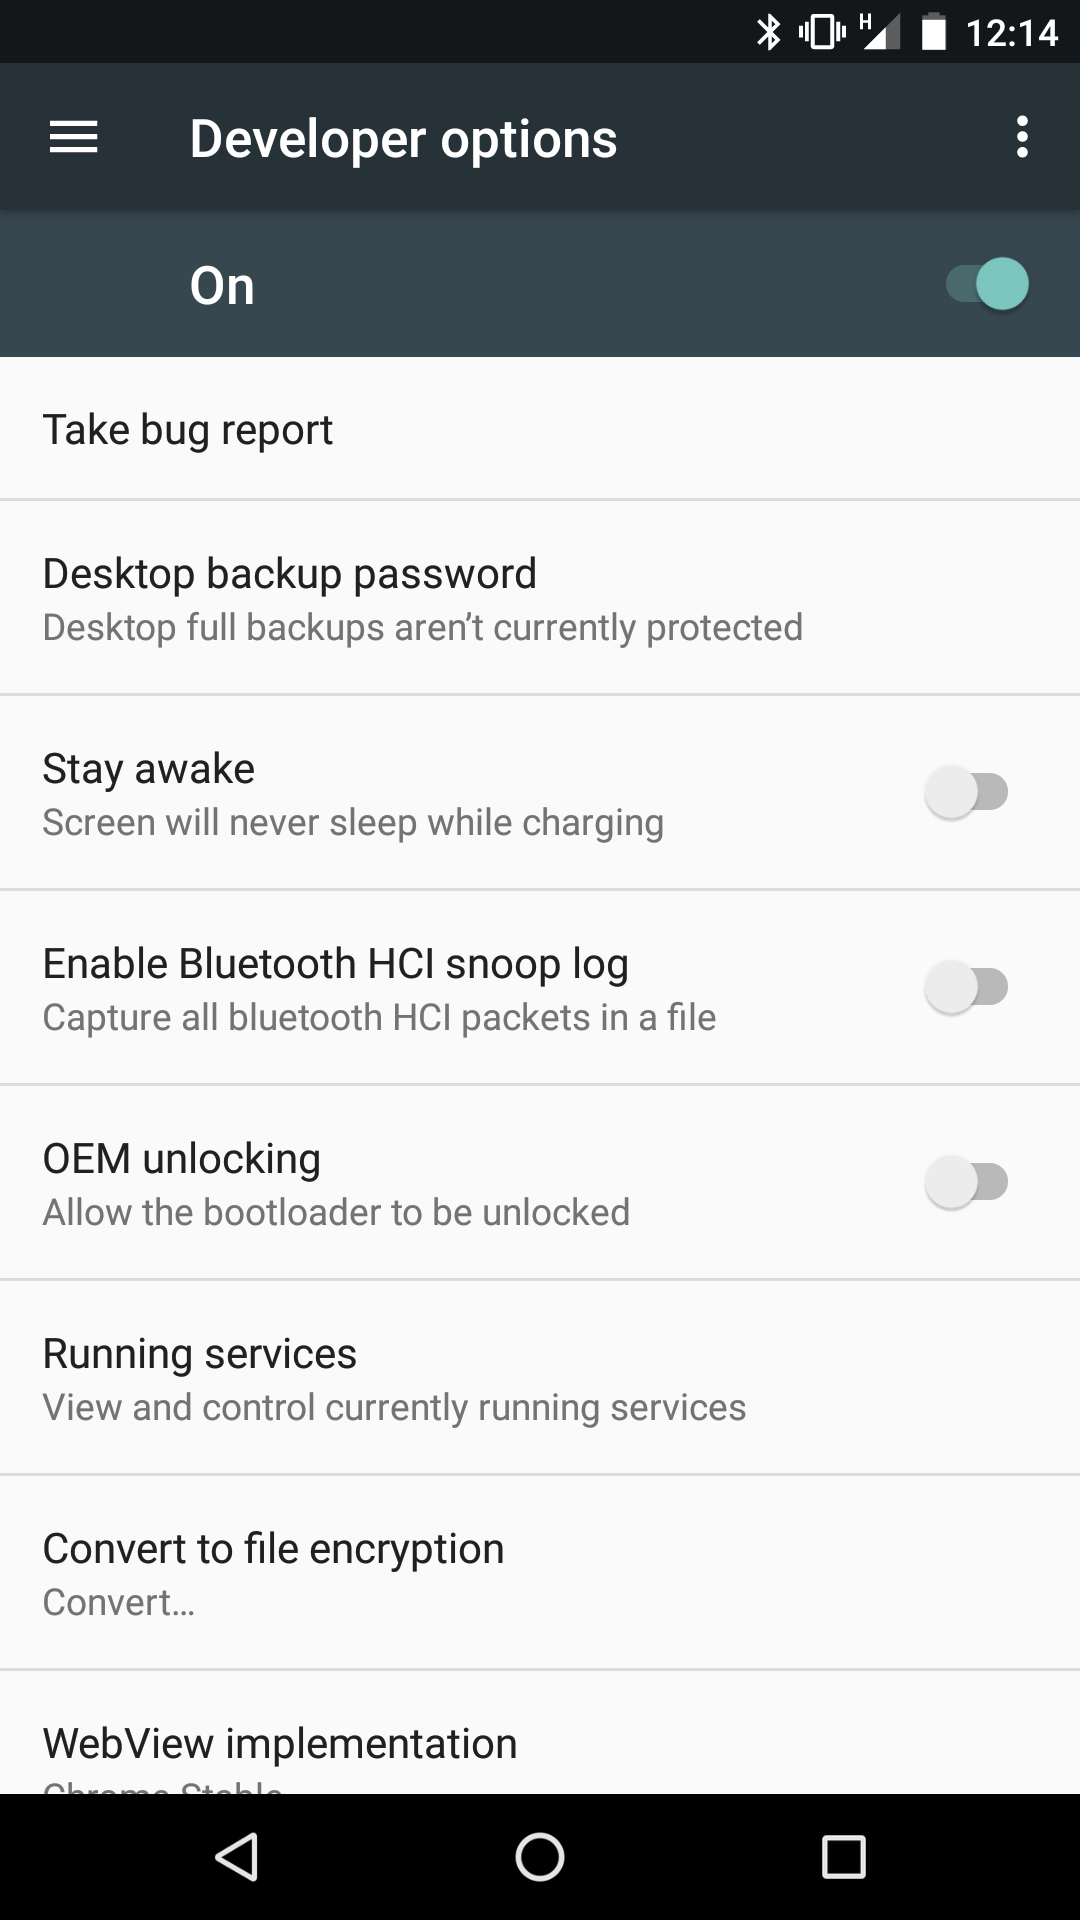 H 12:14
Developer options
On
Take bug report
Desktop backup password
Desktop full backups aren’t currently protected
Stay awake
Screen will never sleep while charging
Enable Bluetooth HCI snoop log
Capture all bluetooth HCI packets in a file
OEM unlocking
Allow the bootloader to be unlocked
Running services
View and control currently running services
Convert to file encryption
Convert…
WebView implementation
Chrome Stable